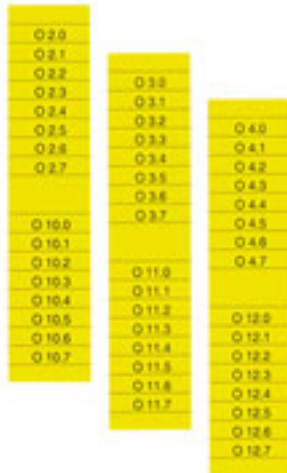 O 2.0
O 2.1
O 2.2
O 2.3
O 2.4
O 2.5
O 2.6
O 2.7
O 10.0
O 10.1
O 10.2
O 10.3
O 10.4
O 10.5
O 10.6
O 10.7
O 3.0
O 3.1
O 3.2
O 3.3
O 3.4
O 3.5
O 3.6
O 3.7
O 11.0
O 11.1
O 11.2
O 11.3
O 11.4
O 11.5
O 11.6
O 11.7
O 4.0
O 4.1
O 4.2
O 4.3
O 4.4
O 4.5
O 4.6
O 4.7
O 12.0
O 12.1
O 12.2
O 12.3
O 12.4
O 12.5
O 12.6
O 12.7